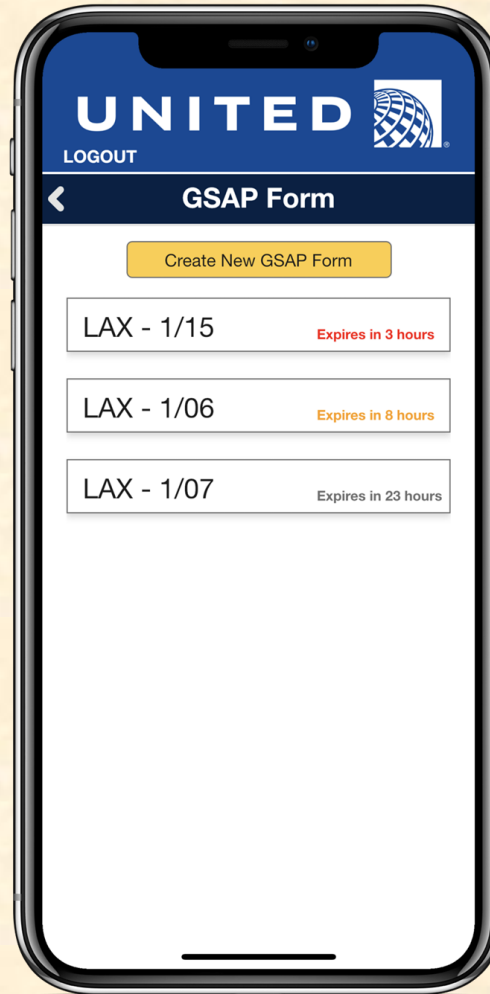 UNITED
LOGOUT
GSAP Form
Create New GSAP Form
LAX - 1/15
Expires in 3 hours
LAX - 1/06
Expires in 8 hours
LAX - 1/07
Expires in 23 hours